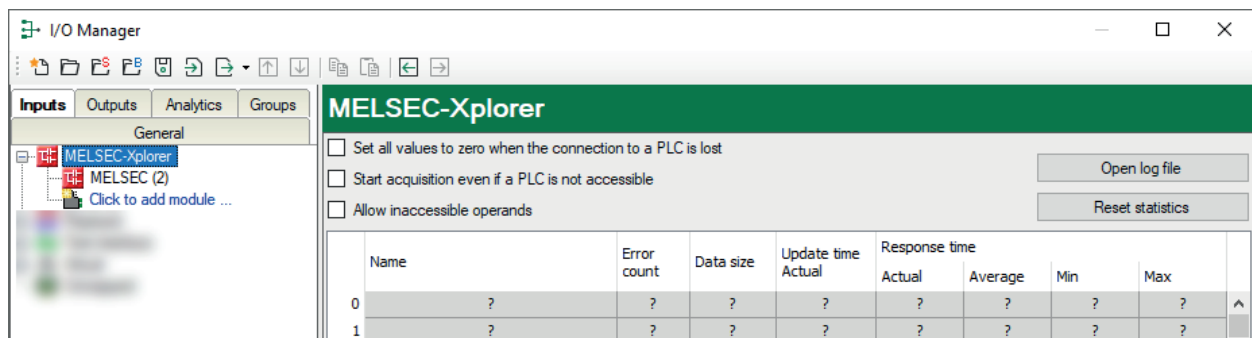 I/O Manager
Inputs Outputs Analytics Groups
General
MELSEC-Xplorer
MELSEC (2)
Click to add module ...
MELSEC-Xplorer
Set all values to zero when the connection to a PLC is lost
Start acquisition even if a PLC is not accessible
Allow inaccessible operands
Open log file
Reset statistics
Name Error count Data size Update time Actual Response time
Actual Average Min Max
0 ? ? ? ? ? ? ? ?
1 ? ? ? ? ? ? ? ?